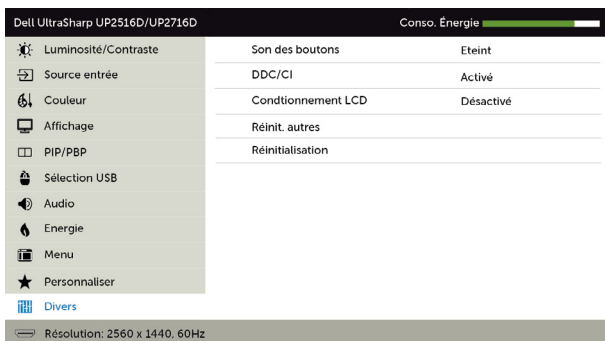 Dell UltraSharp UP2516D/UP2716D Conso. Énergie
Luminosité/Contraste Son des boutons Eteint
Source entrée DDC/CI Activé
Couleur Condtionnement LCD Désactivé
Affichage Réinit. autres
PIP/PBP Réinitialisation
Sélection USB
Audio
Energie
Menu
Personnaliser
Divers
Résolution: 2560 x 1440, 60Hz